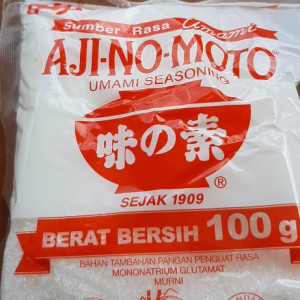 Sumber Rasa Umami
AJI-NO-MOTO®
UMAMI SEASONING
味の素
®
SEJAK 1909
BERAT BERSIH 100 g
BAHAN TAMBAHAN PANGAN PENGUAT RASA
MONONATRIUM GLUTAMAT
MURNI